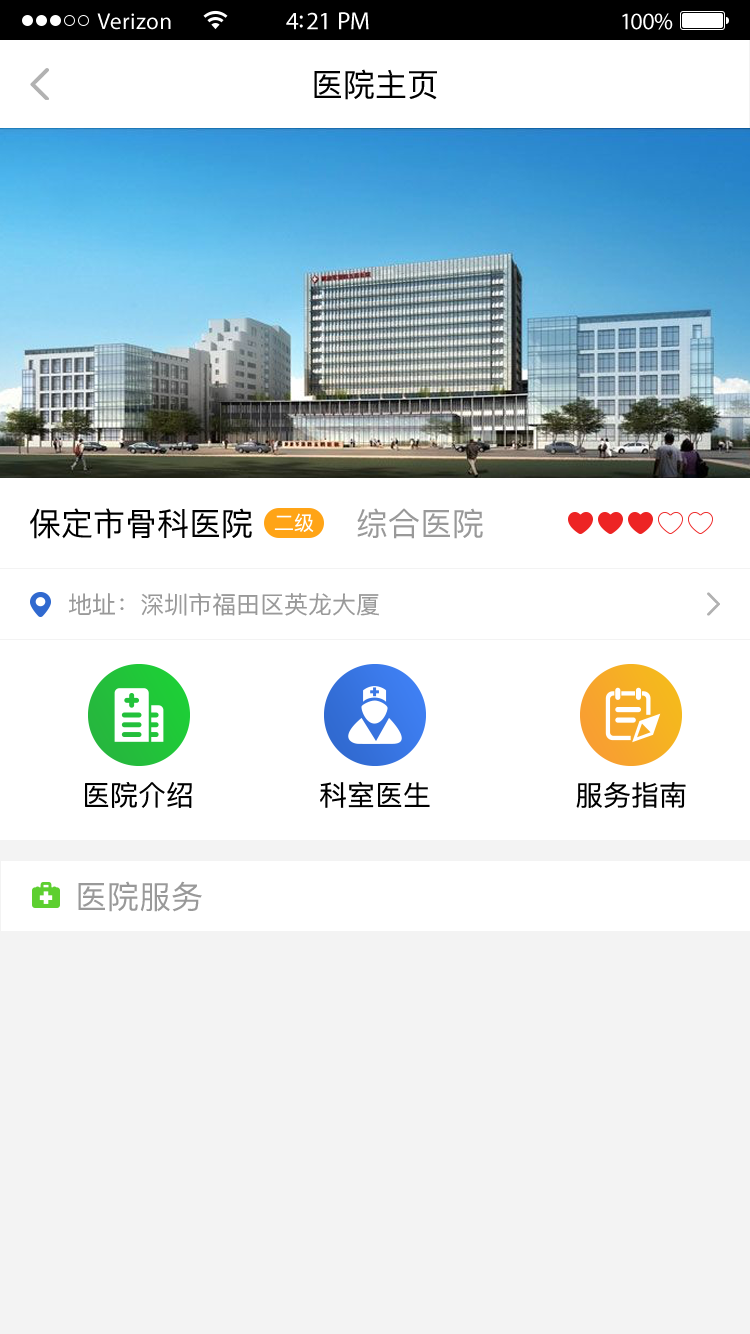 Verizon 4:21 PM 100%
医院主页
保定市骨科医院 二级 综合医院
地址：深圳市福田区英龙大厦
医院介绍 科室医生 服务指南
医院服务